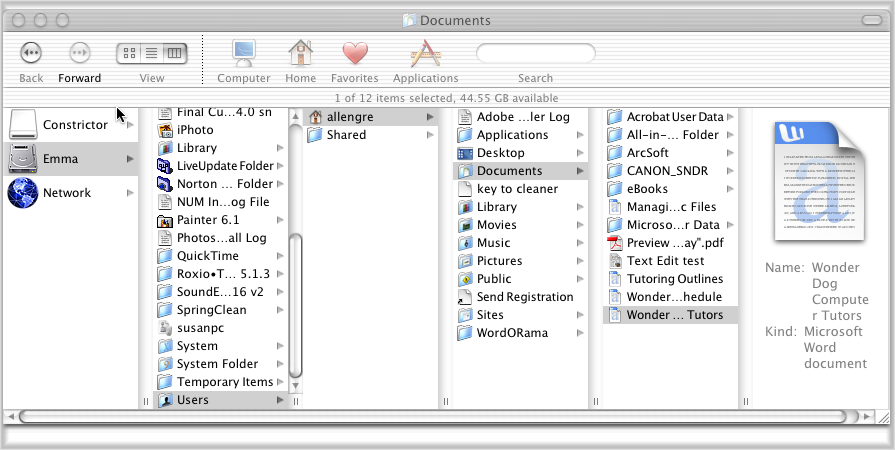 Documents
Back
Forward
View
Computer
Home
Favorites
Applications
Search
1 of 12 items selected, 44.55 GB available
Constrictor
Emma
Network
Final Cu...4.0 sn
iPhoto
Library
LiveUpdate Folder
Norton ... Folder
NUM In...og File
Painter 6.1
Photos...all Log
QuickTime
Roxio•T... 5.1.3
SoundE...16 v2
SpringClean
susanpc
System
System Folder
Temporary Items
Users
allengre
Shared
Adobe ...ler Log
Applications
Desktop
Documents
key to cleaner
Library
Movies
Music
Pictures
Public
Send Registration
Sites
WordORama
Acrobat User Data
All-in-... Folder
ArcSoft
CANON_SNDR
eBooks
Managi...c Files
Microso...r Data
Preview ...ay".pdf
Text Edit test
Tutoring Outlines
Wonder...hedule
Wonder ... Tutors
Name: Wonder
Dog
Compute
r Tutors
Kind: Microsoft
Word
document